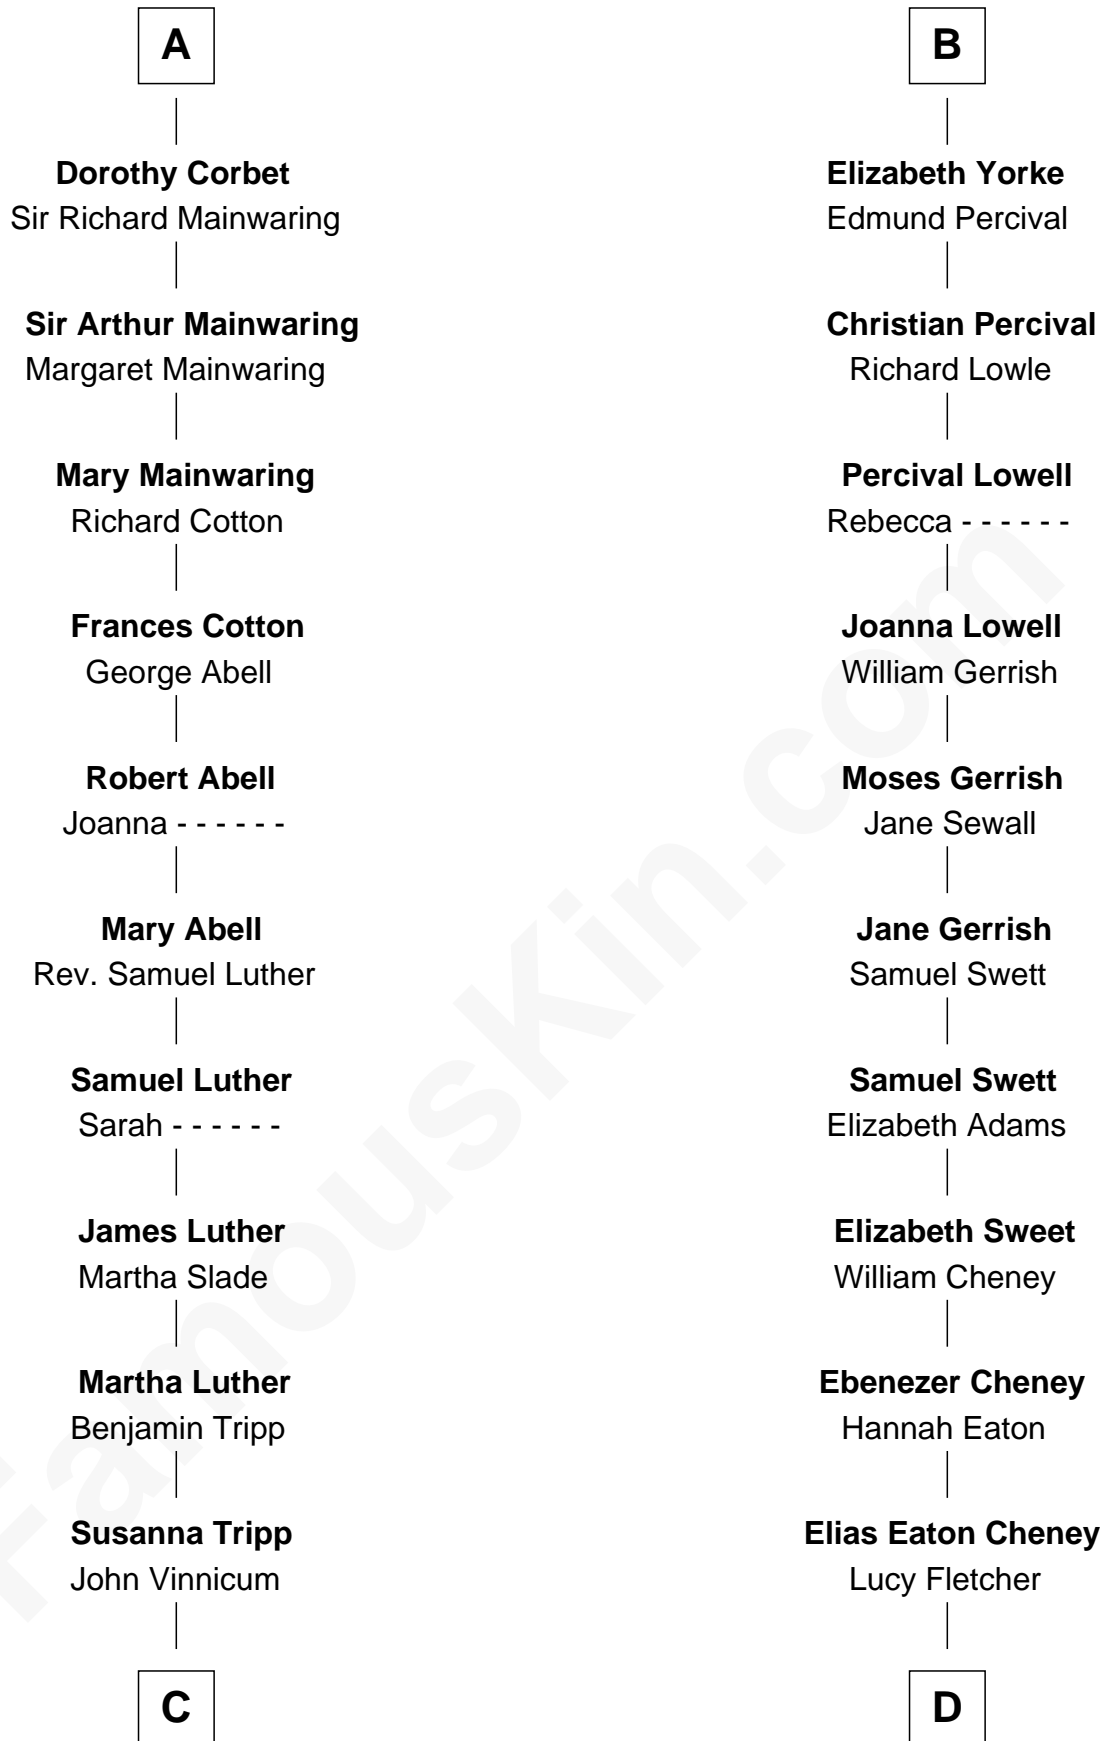 A
Dorothy Corbet
Sir Richard Mainwaring
Sir Arthur Mainwaring
Margaret Mainwaring
Mary Mainwaring
Richard Cotton
Frances Cotton
George Abell
Robert Abell
Joanna - - - - - -
Mary Abell
Rev. Samuel Luther
Samuel Luther
Sarah - - - - - -
James Luther
Martha Slade
Martha Luther
Benjamin Tripp
Susanna Tripp
John Vinnicum
C
B
Elizabeth Yorke
Edmund Percival
Christian Percival
Richard Lowle
Percival Lowell
Rebecca - - - - - -
Joanna Lowell
William Gerrish
Moses Gerrish
Jane Sewall
Jane Gerrish
Samuel Swett
Samuel Swett
Elizabeth Adams
Elizabeth Sweet
William Cheney
Ebenezer Cheney
Hannah Eaton
Elias Eaton Cheney
Lucy Fletcher
D
FamousKin.com